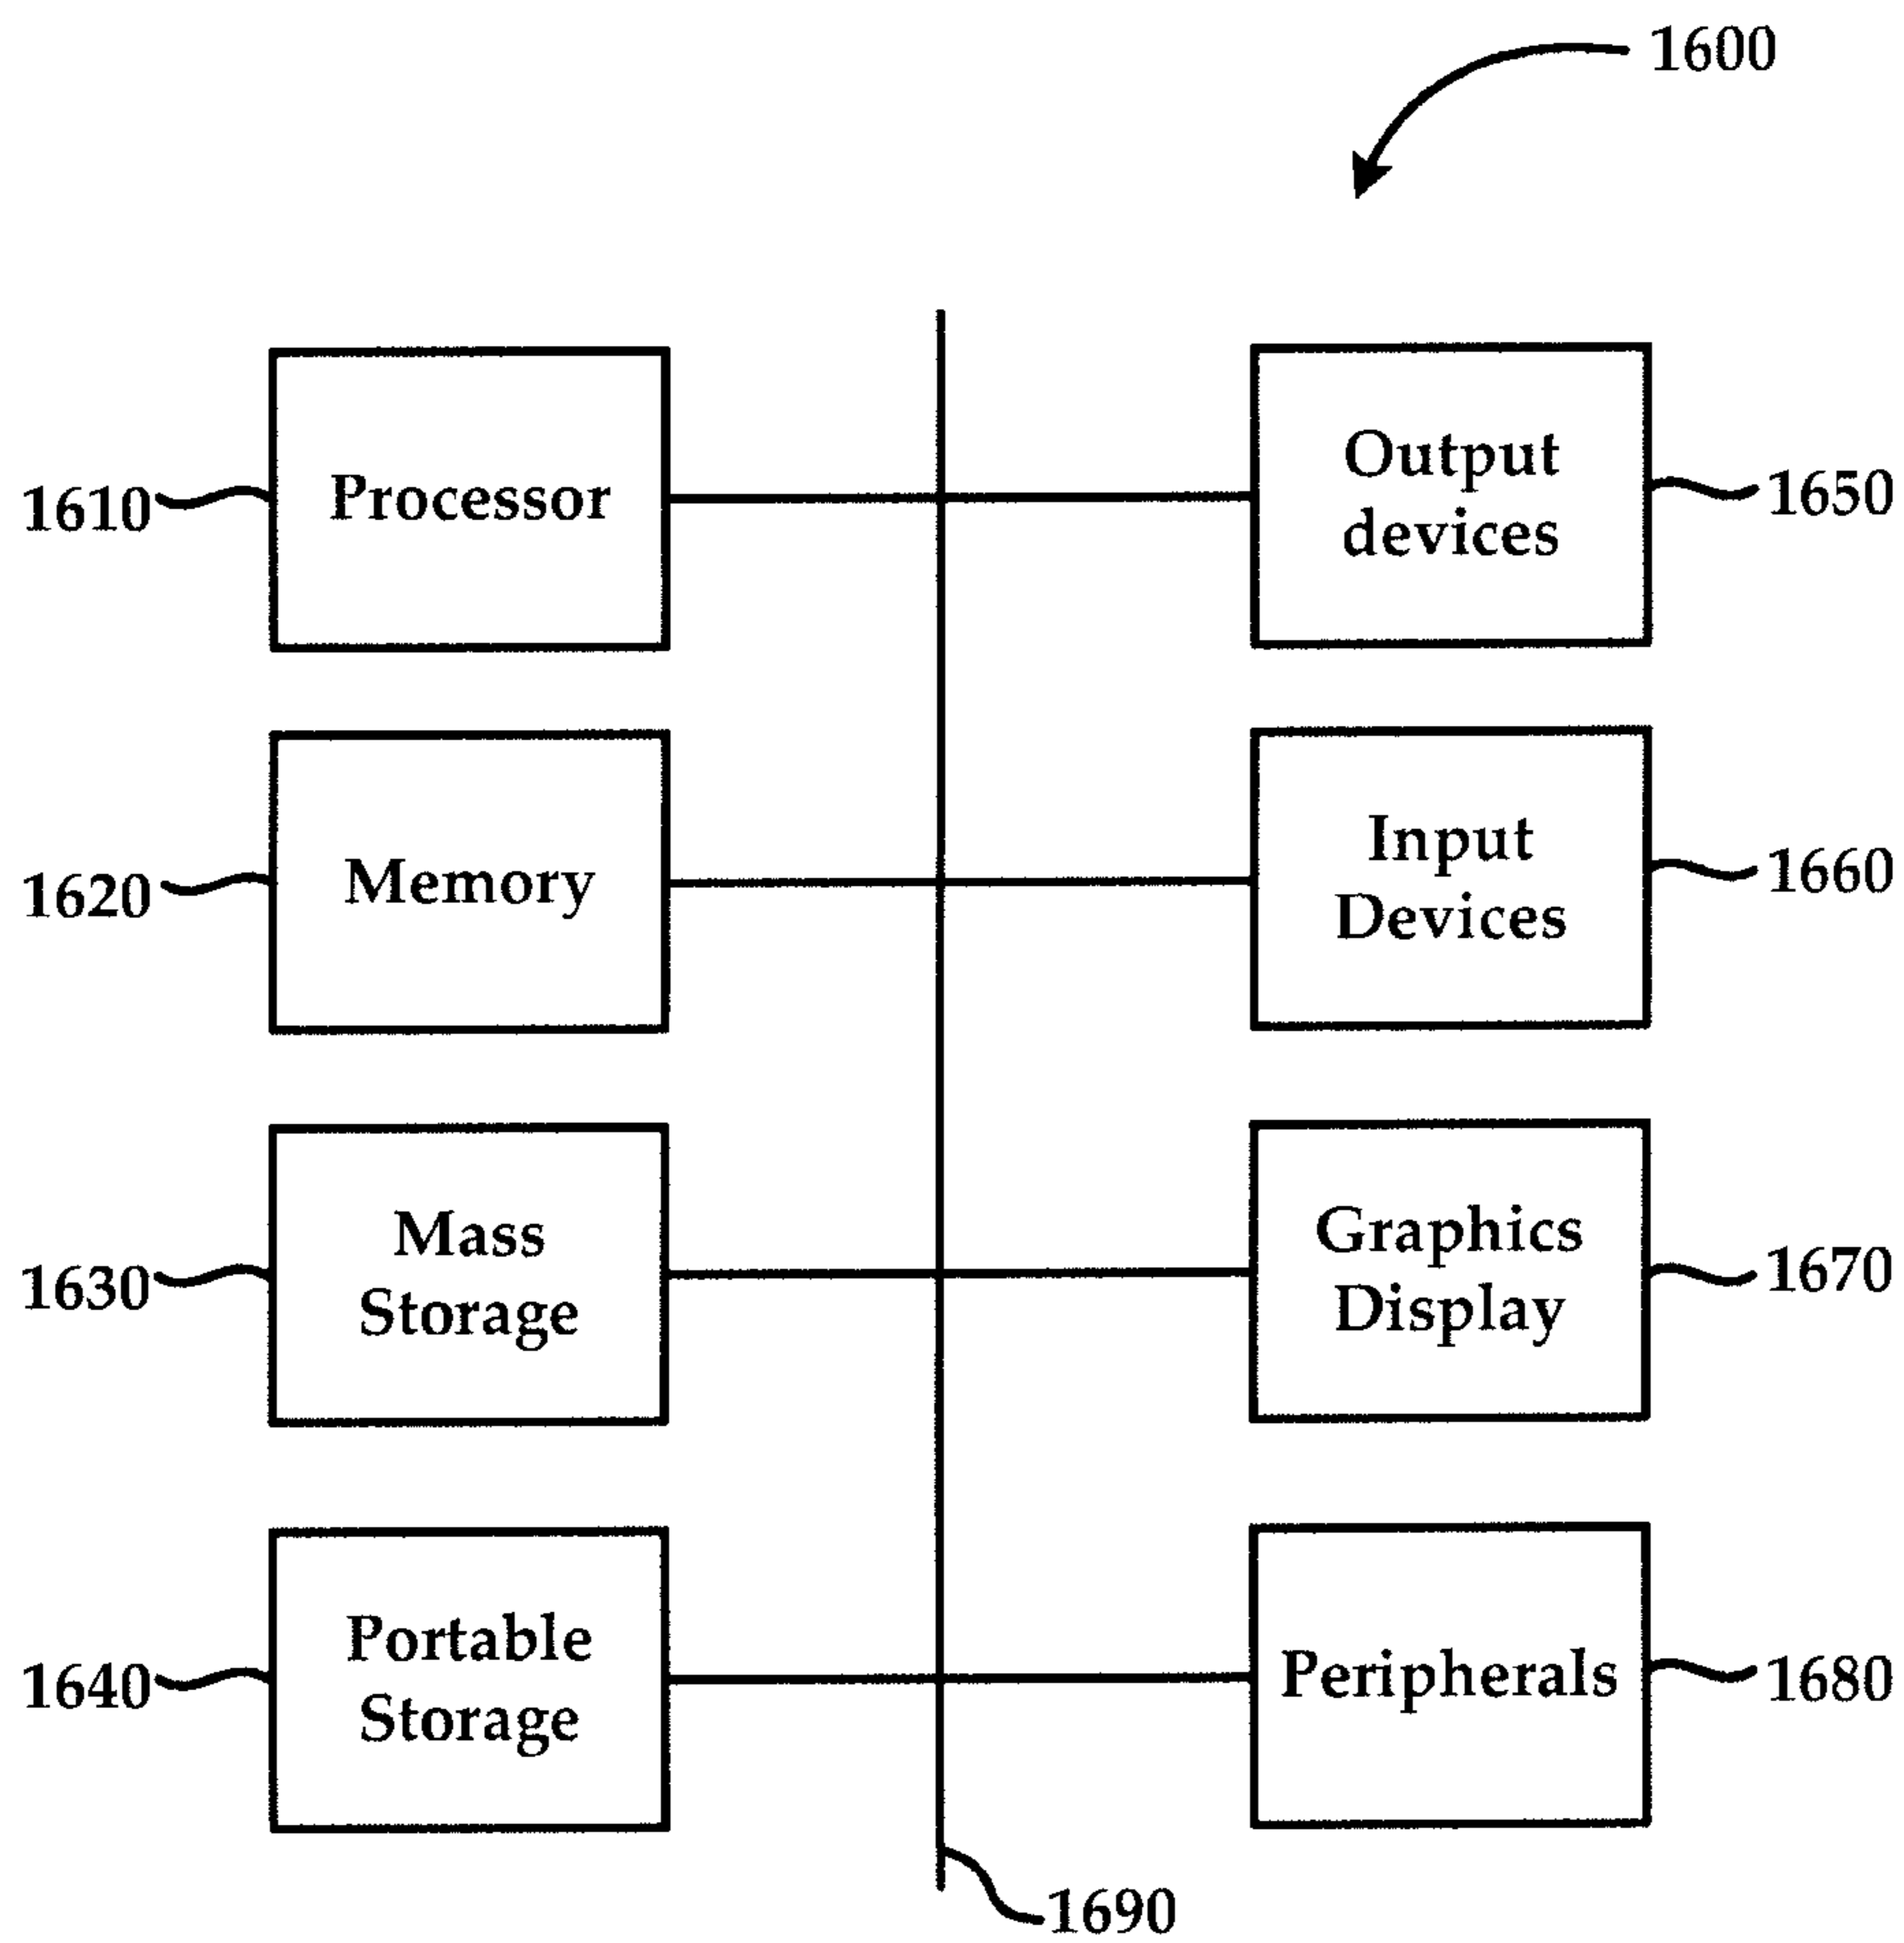 1600
1610
Processor
Output
devices
1650
1620
Memory
Input
Devices
1660
1630
Mass
Storage
Graphics
Display
1670
1640
Portable
Storage
Peripherals
1680
1690